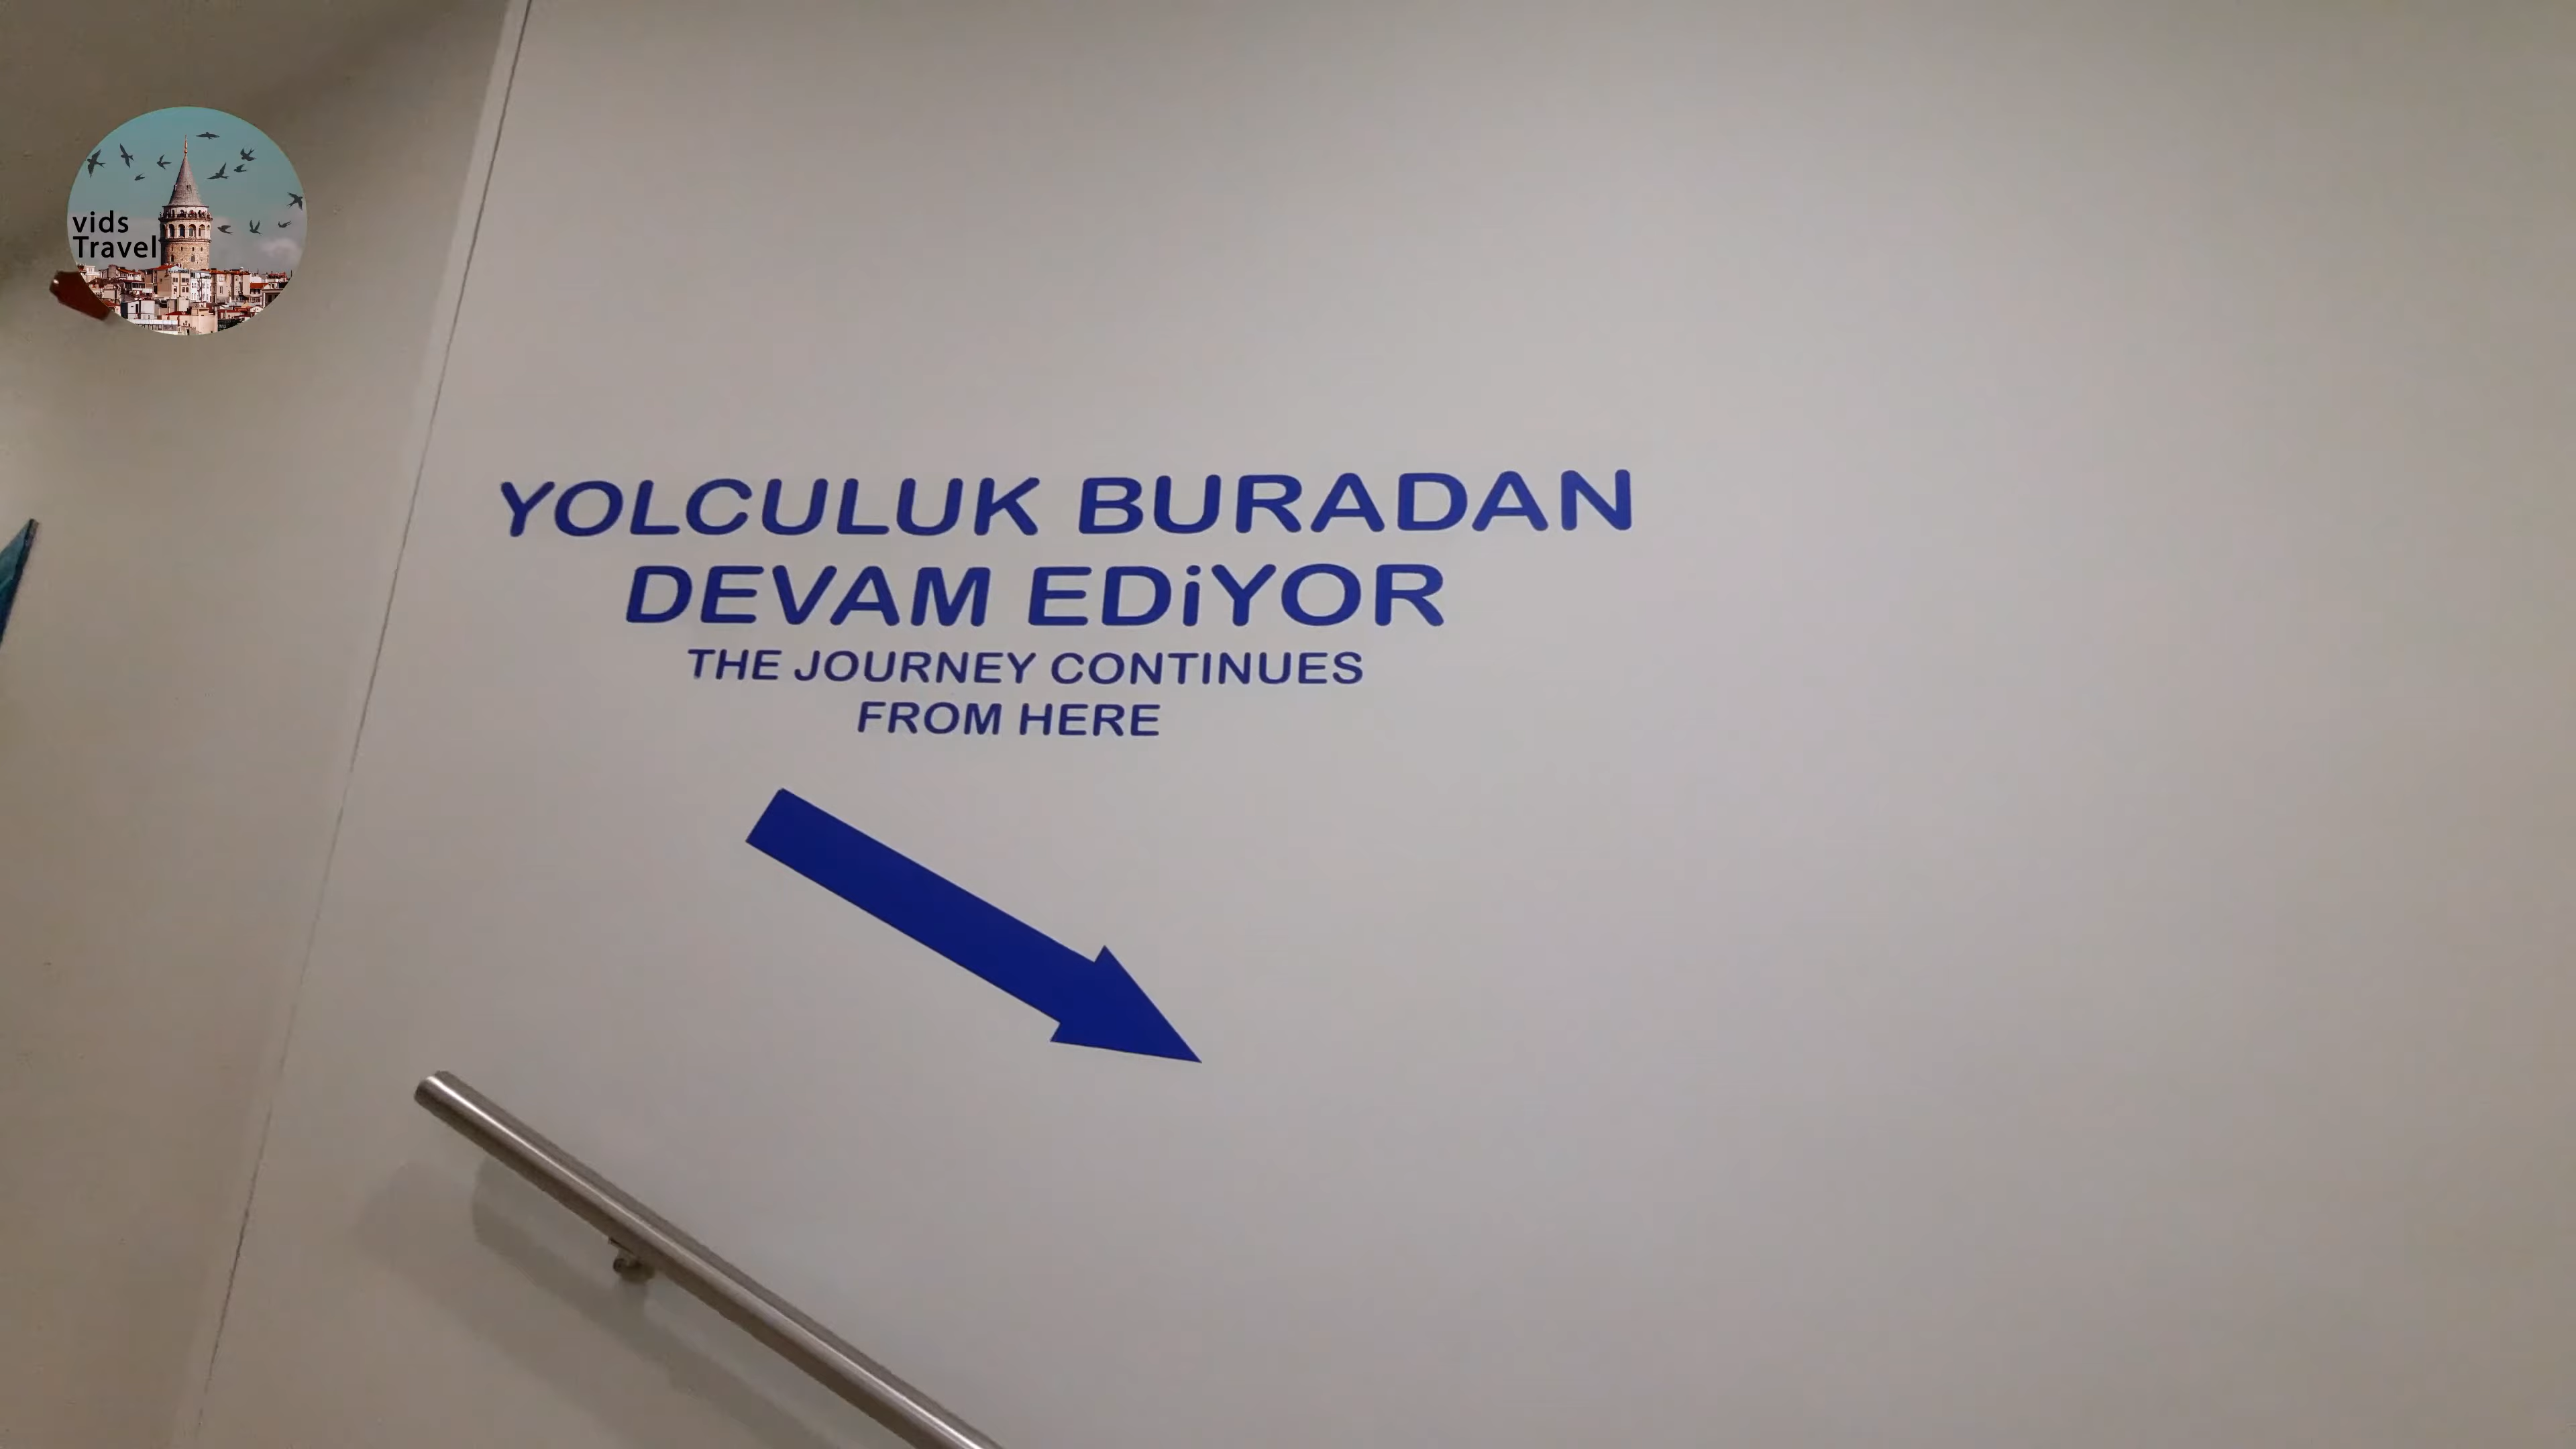 vids
Travel
YOLCULUK BURADAN
DEVAM EDiYOR
THE JOURNEY CONTINUES
FROM HERE